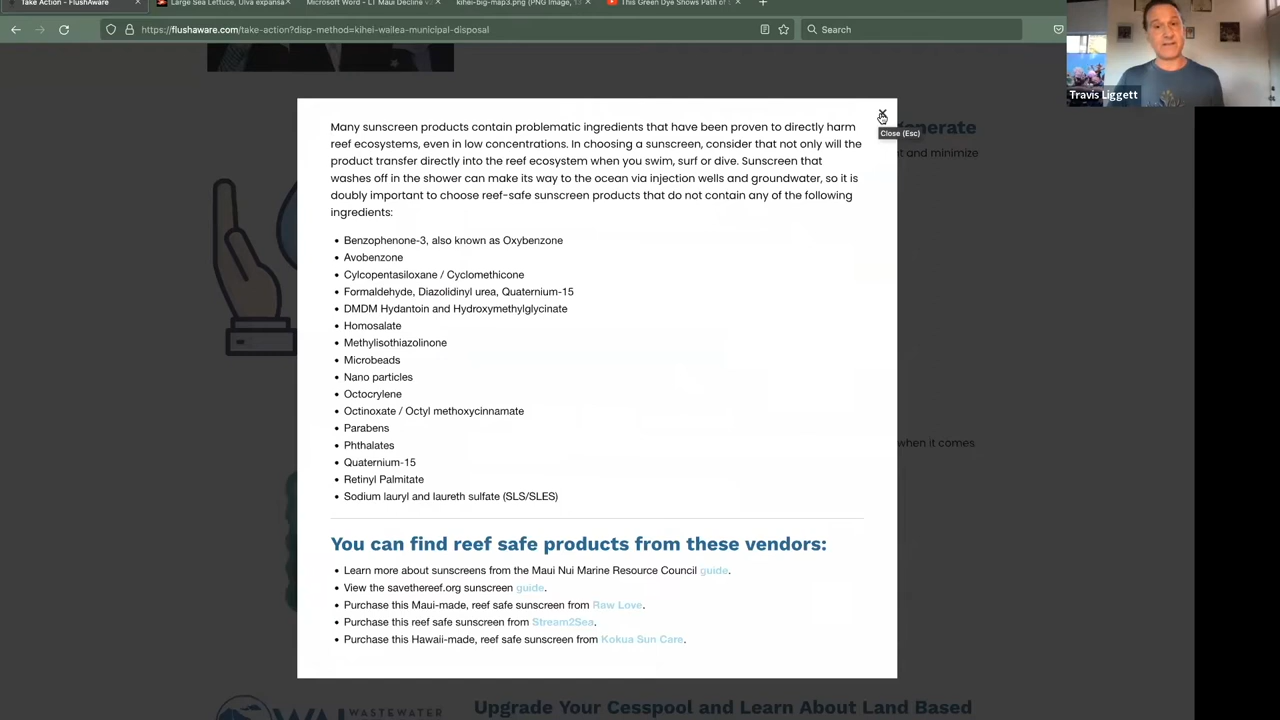 Take Action - FlushAware
Large Sea Lettuce, Ulva expansa
Microsoft Word - LT Maui Decline
kihei-big-map3.png (PNG Image,
This Green Dye Shows Path of
https://flushaware.com/take-action?disp-method=kihei-wailea-municipal-disposal
Search
Travis Liggett
Close (Esc)
Many sunscreen products contain problematic ingredients that have been proven to directly harm
reef ecosystems, even in low concentrations. In choosing a sunscreen, consider that not only will the
product transfer directly into the reef ecosystem when you swim, surf or dive. Sunscreen that
washes off in the shower can make its way to the ocean via injection wells and groundwater, so it is
doubly important to choose reef-safe sunscreen products that do not contain any of the following
ingredients:
• Benzophenone-3, also known as Oxybenzone
• Avobenzone
• Cylcopentasiloxane / Cyclomethicone
• Formaldehyde, Diazolidinyl urea, Quaternium-15
• DMDM Hydantoin and Hydroxymethylglycinate
• Homosalate
• Methylisothiazolinone
• Microbeads
• Nano particles
• Octocrylene
• Octinoxate / Octyl methoxycinnamate
• Parabens
• Phthalates
• Quaternium-15
• Retinyl Palmitate
• Sodium lauryl and laureth sulfate (SLS/SLES)
You can find reef safe products from these vendors:
• Learn more about sunscreens from the Maui Nui Marine Resource Council guide.
• View the savethereef.org sunscreen guide.
• Purchase this Maui-made, reef safe sunscreen from Raw Love.
• Purchase this reef safe sunscreen from Stream2Sea.
• Purchase this Hawaii-made, reef safe sunscreen from Kokua Sun Care.
enerate
t and minimize
when it comes
WASTEWATER
Upgrade Your Cesspool and Learn About Land Based